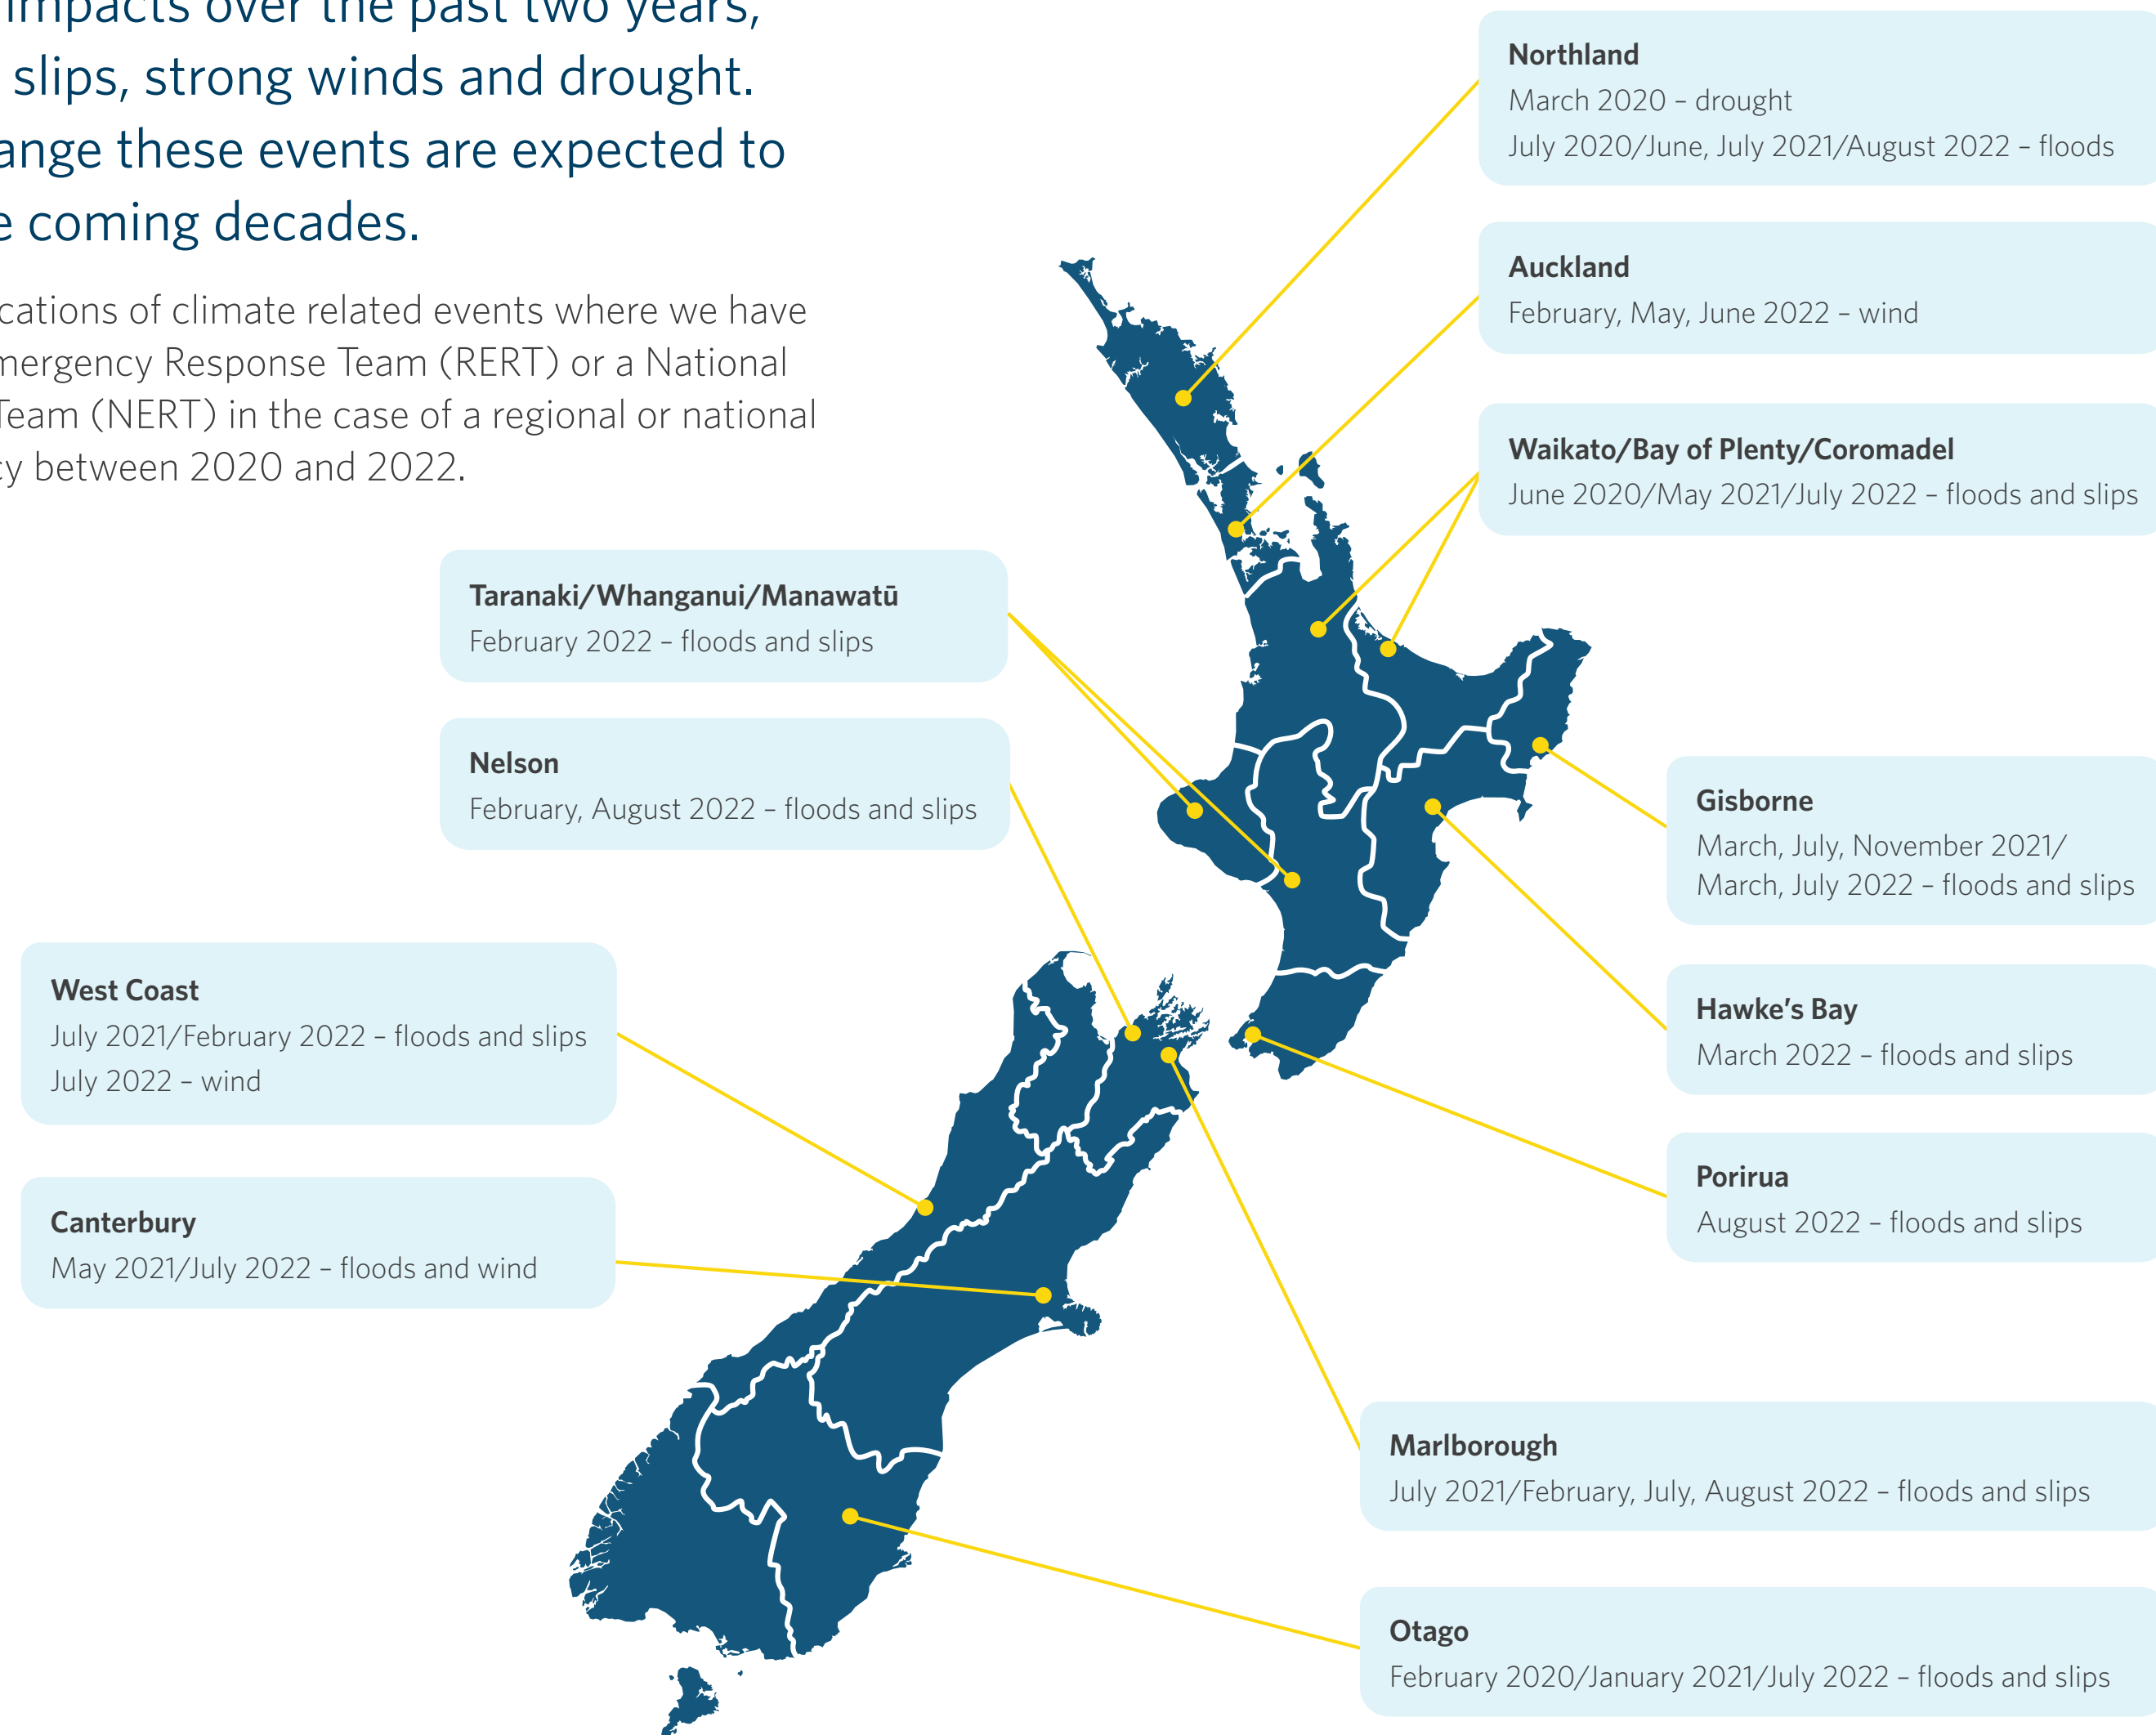 impacts over the past two years,
slips, strong winds and drought.
ange these events are expected to
e coming decades.
cations of climate related events where we have
mergency Response Team (RERT) or a National
Team (NERT) in the case of a regional or national
cy between 2020 and 2022.
Northland
March 2020 – drought
July 2020/June, July 2021/August 2022 – floods
Auckland
February, May, June 2022 – wind
Waikato/Bay of Plenty/Coromadel
June 2020/May 2021/July 2022 – floods and slips
Taranaki/Whanganui/Manawatū
February 2022 – floods and slips
Nelson
February, August 2022 – floods and slips
Gisborne
March, July, November 2021/
March, July 2022 – floods and slips
West Coast
July 2021/February 2022 – floods and slips
July 2022 – wind
Hawke’s Bay
March 2022 – floods and slips
Canterbury
May 2021/July 2022 – floods and wind
Porirua
August 2022 – floods and slips
Marlborough
July 2021/February, July, August 2022 – floods and slips
Otago
February 2020/January 2021/July 2022 – floods and slips